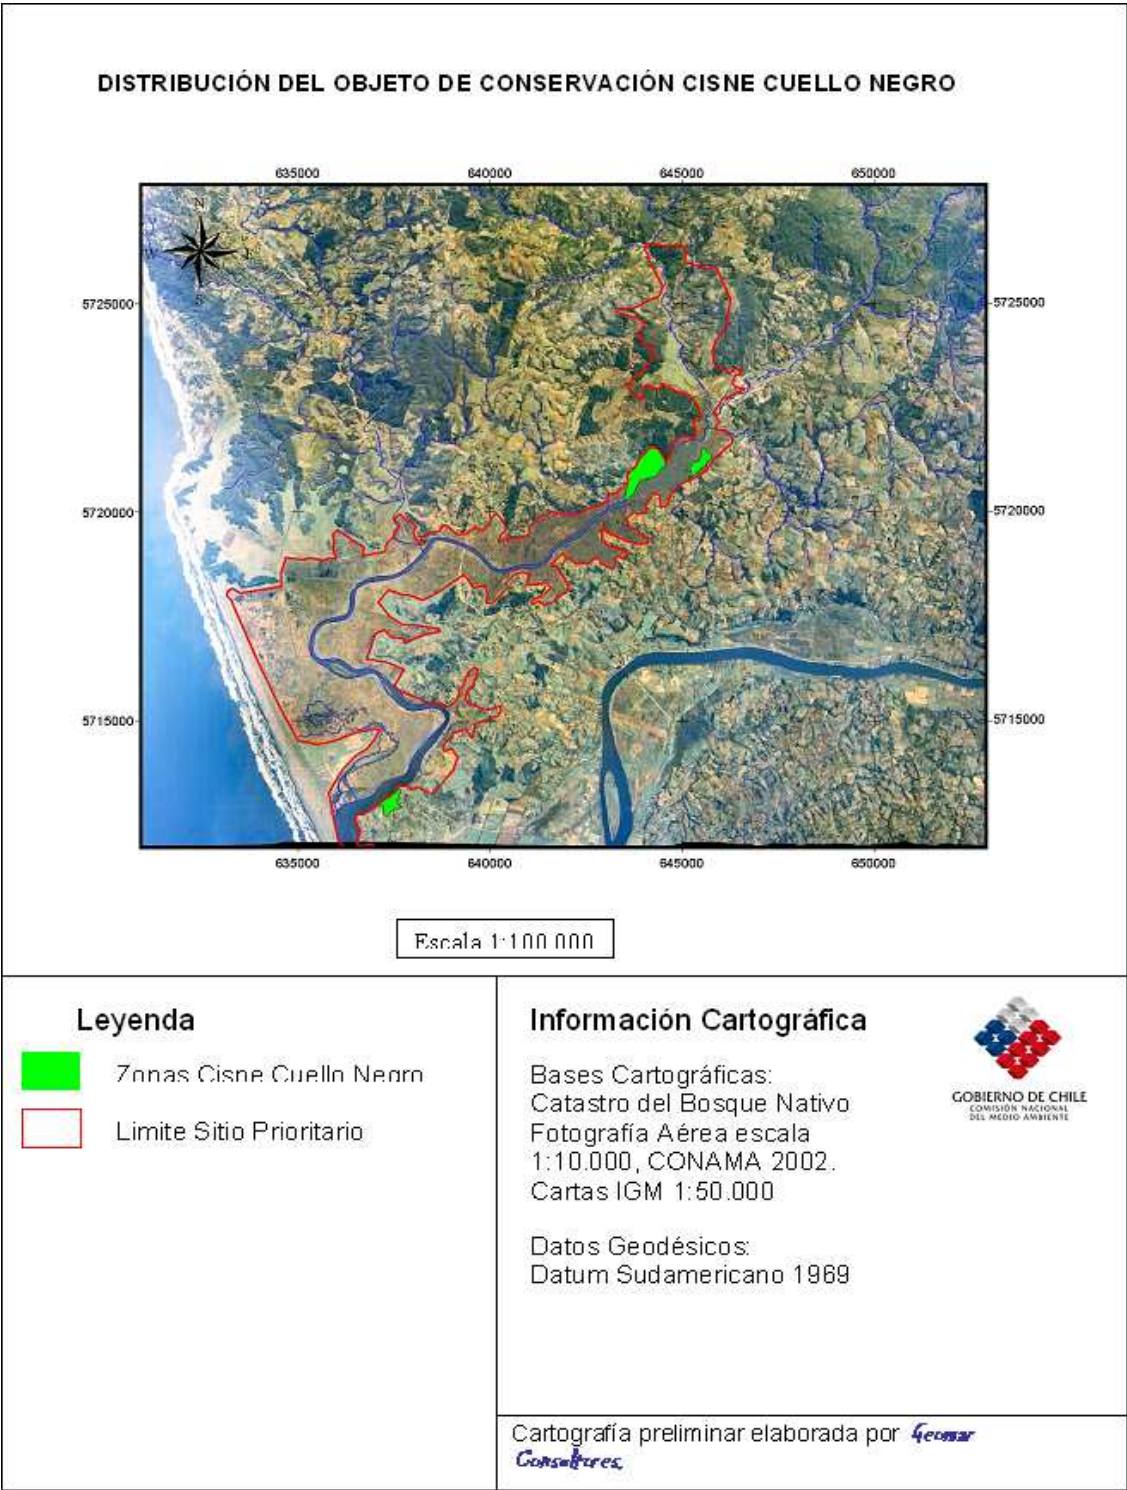 DISTRIBUCIÓN DEL OBJETO DE CONSERVACIÓN CISNE CUELLO NEGRO
635000 640000 645000 650000
N
S
5725000 5725000
5720000 5720000
5715000 5715000
635000 640000 645000 650000
Escala 1:100.000
Leyenda
Zonas Cisne Cuello Negro
Limite Sitio Prioritario
Información Cartográfica
Bases Cartográficas:
Catastro del Bosque Nativo
Fotografía Aérea escala
1:10.000, CONAMA 2002.
Cartas IGM 1:50.000
Datos Geodésicos:
Datum Sudamericano 1969
GOBIERNO DE CHILE
COMISIÓN NACIONAL
DEL MEDIO AMBIENTE
Cartografía preliminar elaborada por Geomar
Consultores.